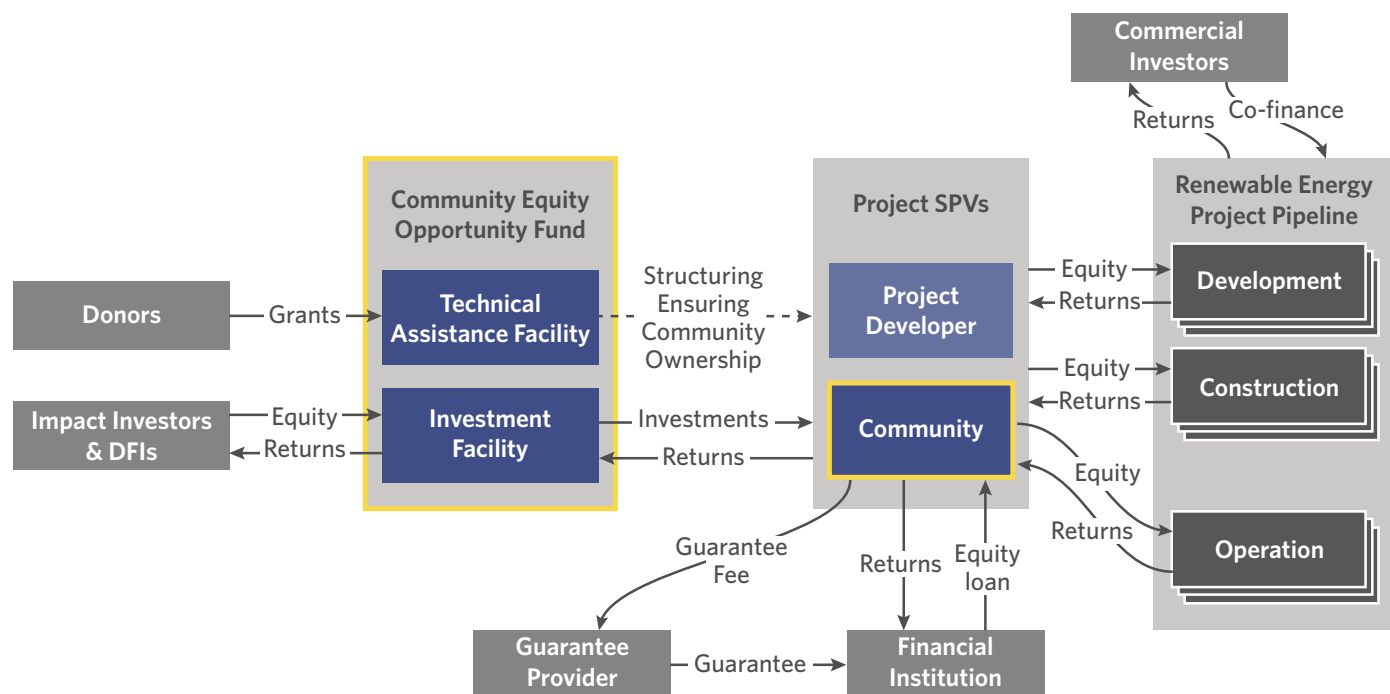 Commercial
Investors
Returns
Co-finance
Community Equity
Opportunity Fund
Project SPVs
Renewable Energy
Project Pipeline
Donors
Grants
Technical
Assistance Facility
Structuring
Ensuring
Community
Ownership
Project
Developer
Equity
Returns
Development
Equity
Returns
Construction
Impact Investors
& DFIs
Equity
Returns
Investment
Facility
Investments
Returns
Community
Equity
Returns
Operation
Guarantee
Fee
Returns
Equity
loan
Guarantee
Provider
Guarantee
Financial
Institution